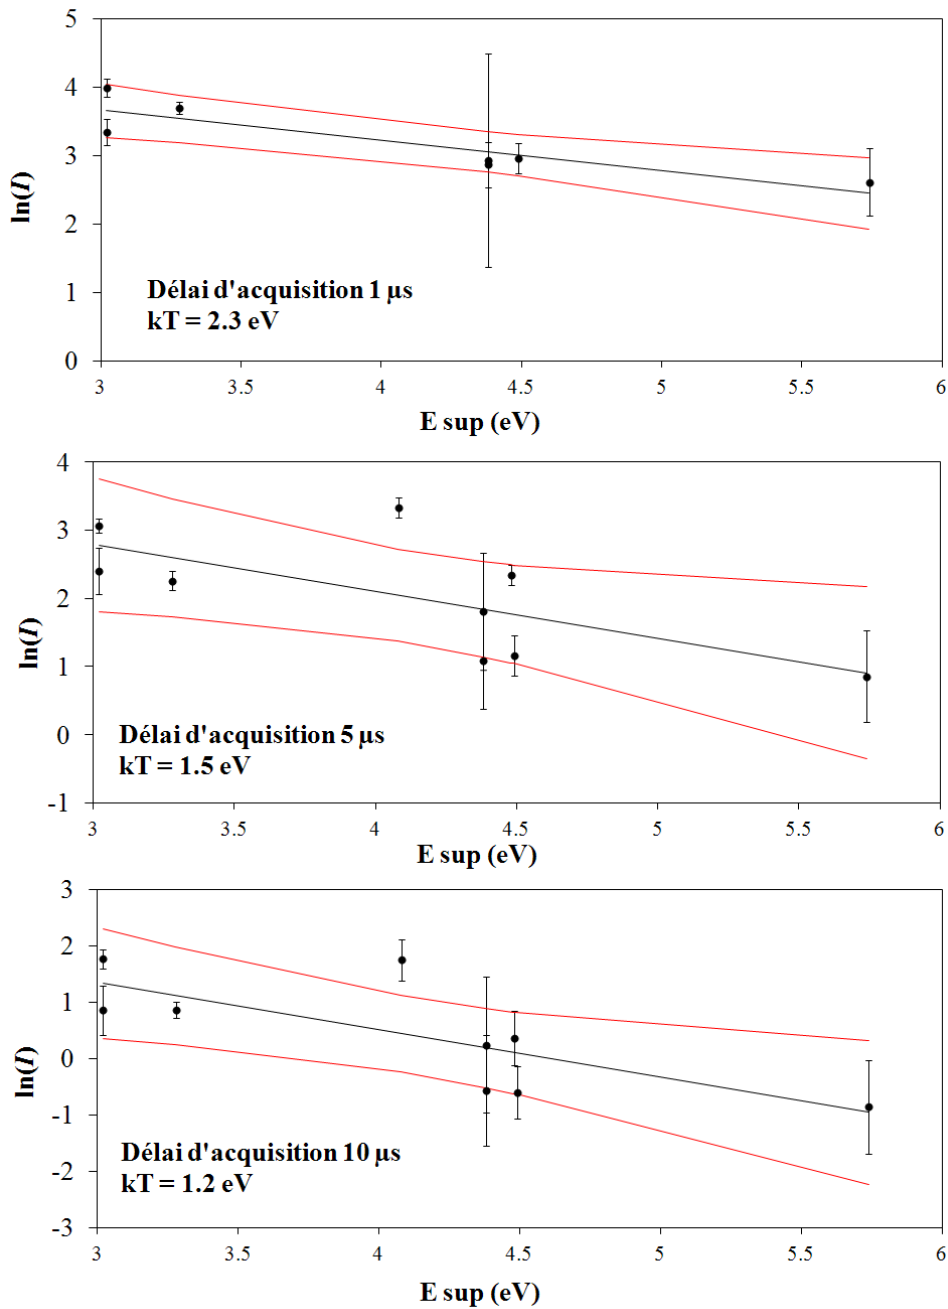 5
4
3
2
1
0
ln(I)
Délai d'acquisition 1 µs
kT = 2.3 eV
3 3.5 4 4.5 5 5.5 6
E sup (eV)
4
3
2
1
0
-1
ln(I)
Délai d'acquisition 5 µs
kT = 1.5 eV
3 3.5 4 4.5 5 5.5 6
E sup (eV)
3
2
1
0
-1
-2
-3
ln(I)
Délai d'acquisition 10 µs
kT = 1.2 eV
3 3.5 4 4.5 5 5.5 6
E sup (eV)